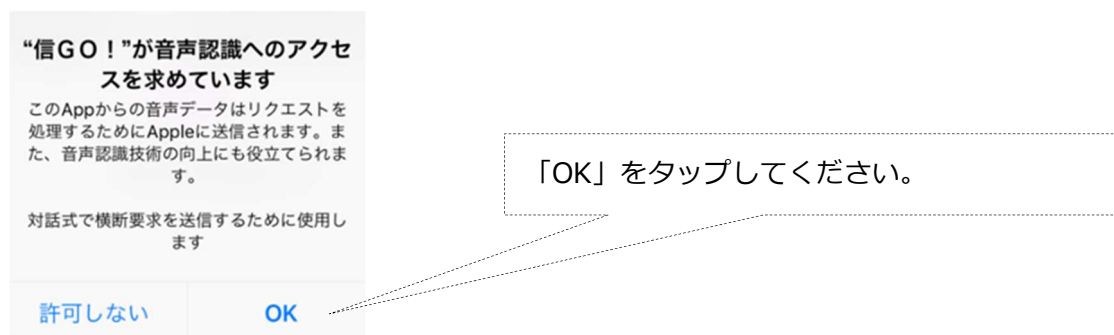 “信ＧＯ！”が音声認識へのアクセ
スを求めています
このAppからの音声データはリクエストを
処理するためにAppleに送信されます。ま
た、音声認識技術の向上にも役立てられま
す。
対話式で横断要求を送信するために使用し
ます
許可しない
OK
「OK」をタップしてください。